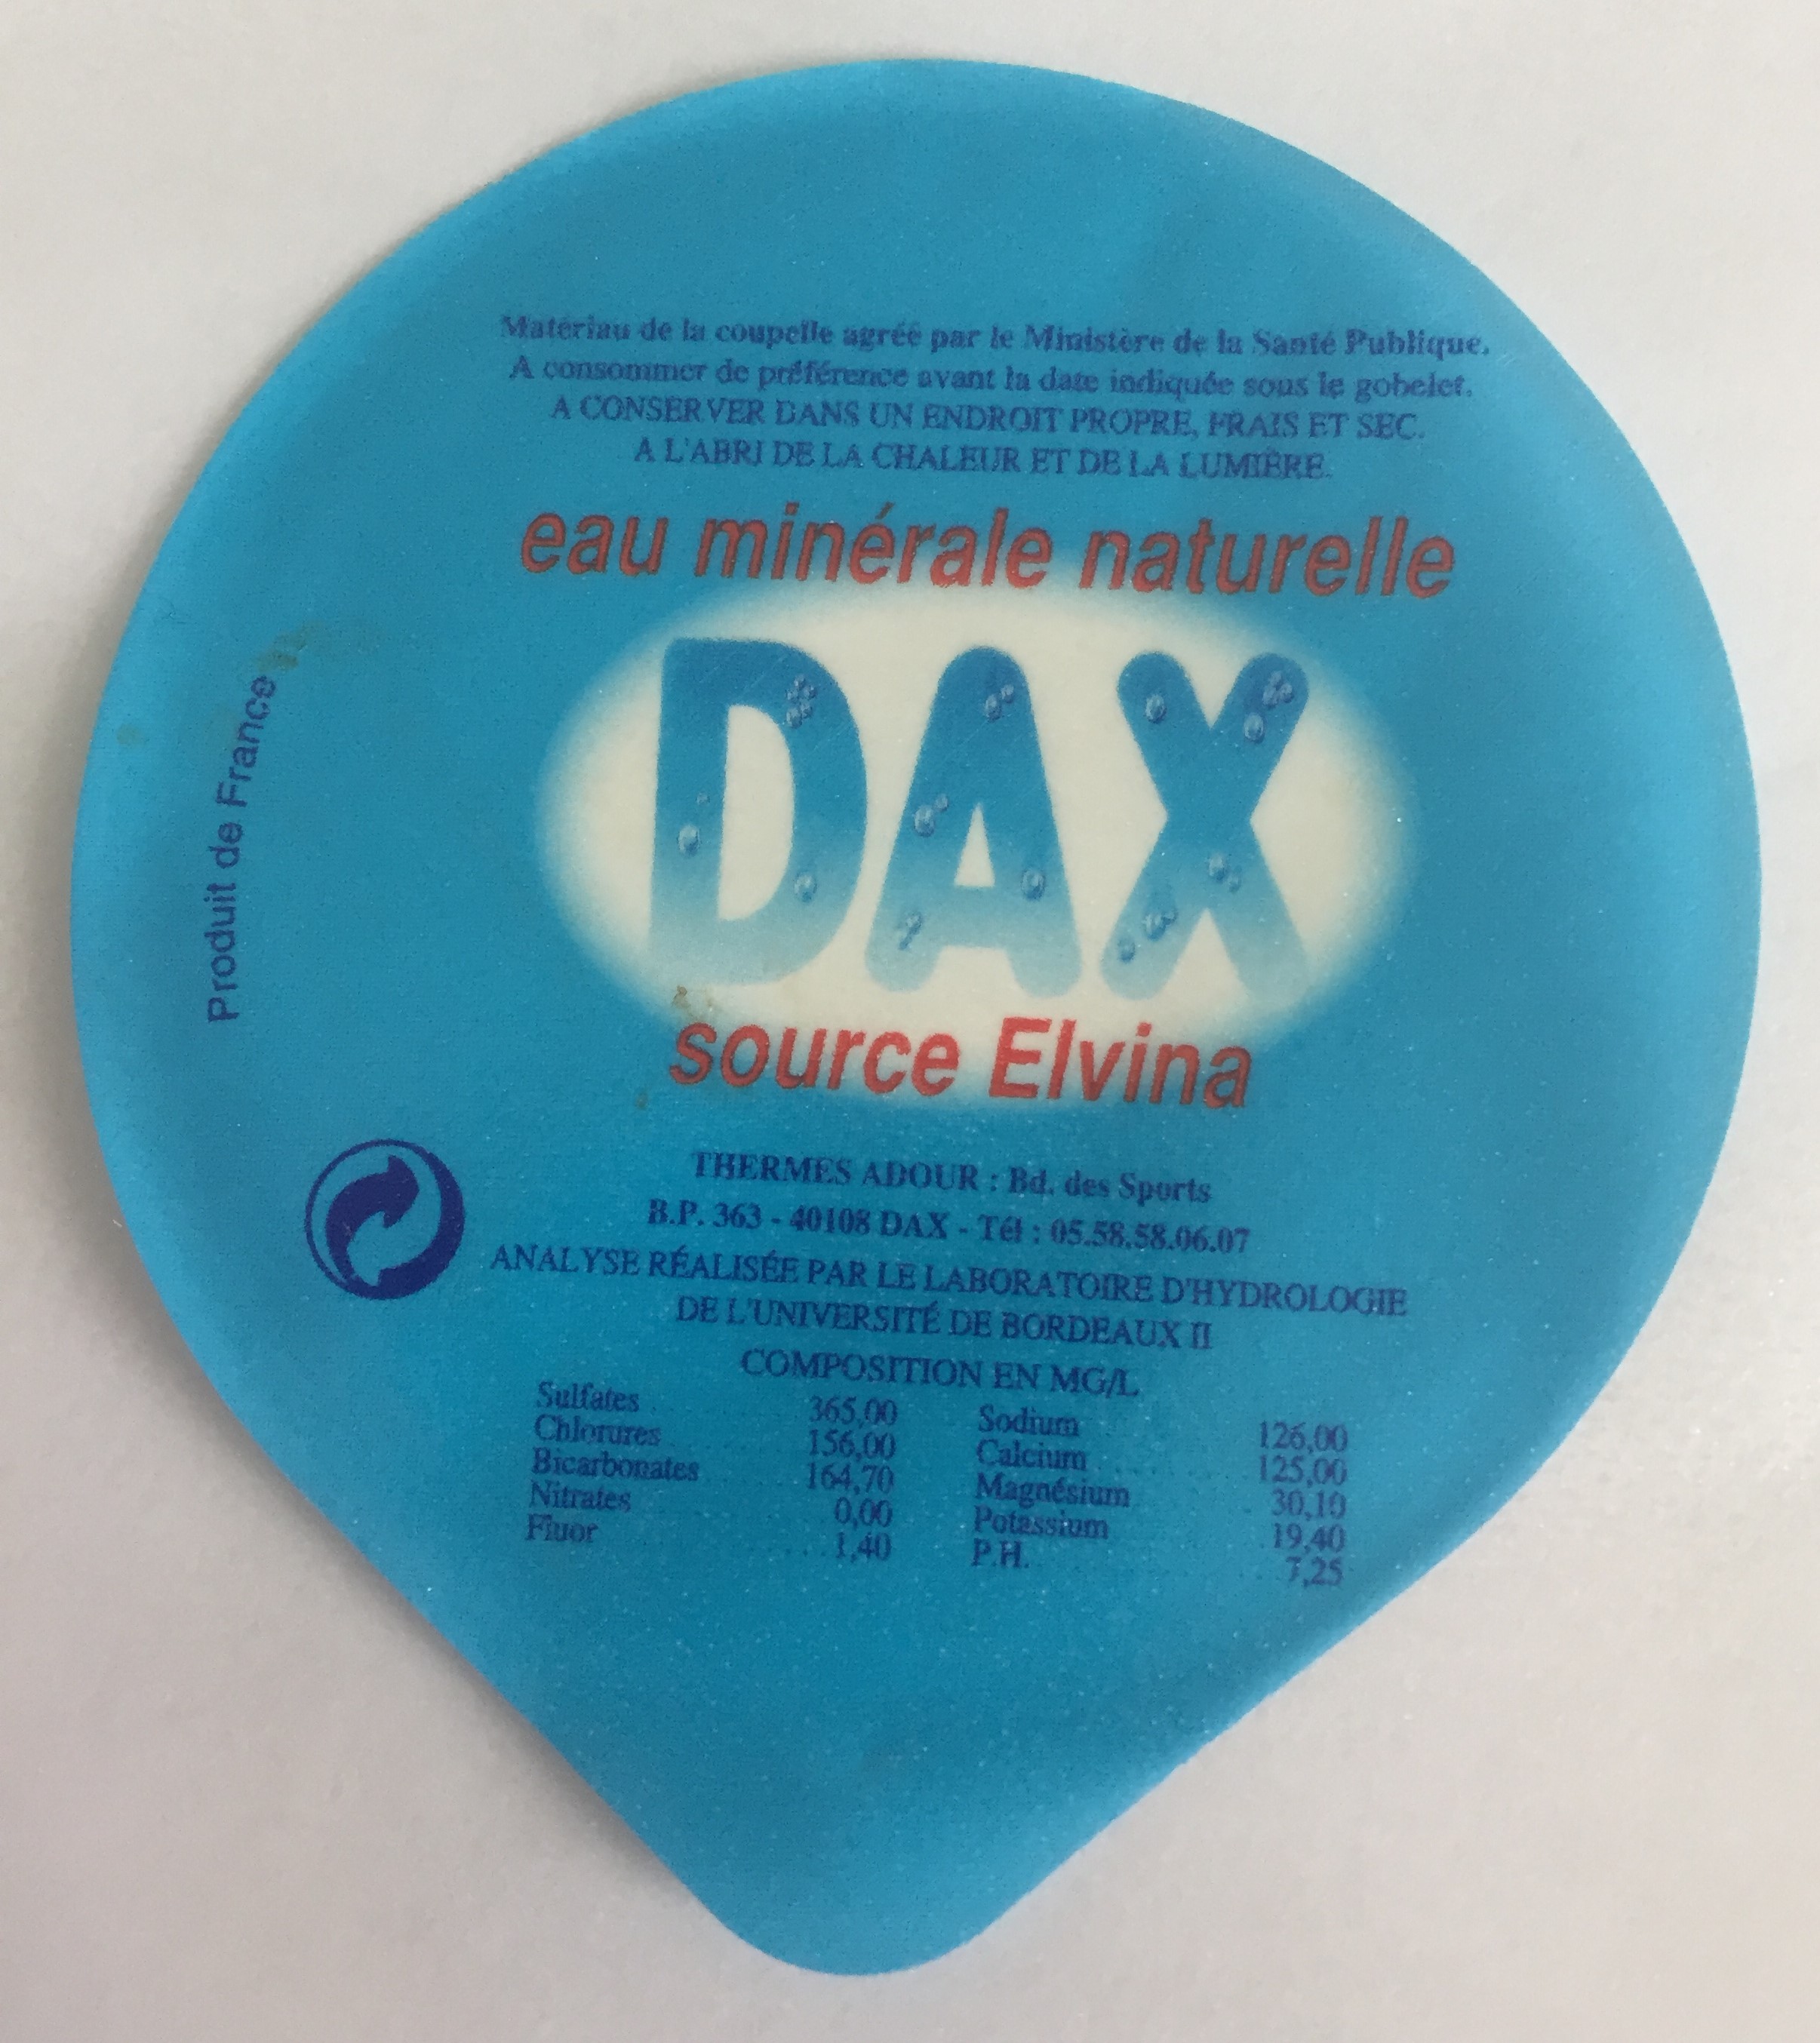 Matériau de la coupelle agréé par le Ministère de la Santé Publique.
A consommer de préférence avant la date indiquée sous le gobelet.
A CONSERVER DANS UN ENDROIT PROPRE, FRAIS ET SEC.
A L'ABRI DE LA CHALEUR ET DE LA LUMIÈRE.
eau minérale naturelle
DAX
source Elvina
Produit de France
THERMES ADOUR : Bd. des Sports
B.P. 363 - 40108 DAX - Tél : 05.58.58.06.07
ANALYSE RÉALISÉE PAR LE LABORATOIRE D'HYDROLOGIE
DE L'UNIVERSITÉ DE BORDEAUX II
COMPOSITION EN MG/L
Sulfates 365,00 Sodium 126,00
Chlorures 156,00 Calcium 125,00
Bicarbonates 164,70 Magnésium 30,10
Nitrates 0,00 Potassium 19,40
Fluor 1,40 P.H. 7,25